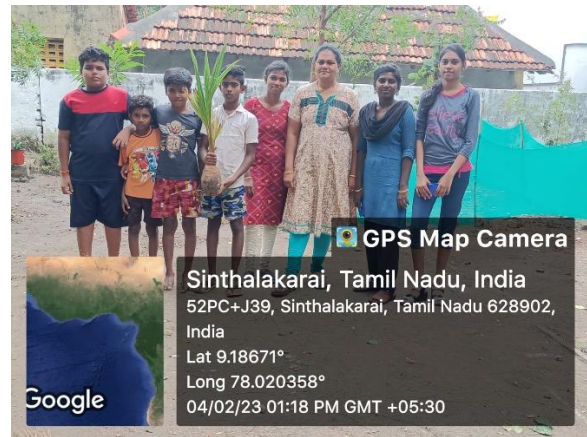 GPS Map Camera
Sinthalakarai, Tamil Nadu, India
52PC+J39, Sinthalakarai, Tamil Nadu 628902,
India
Lat 9.18671°
Long 78.020358°
04/02/23 01:18 PM GMT +05:30
Google